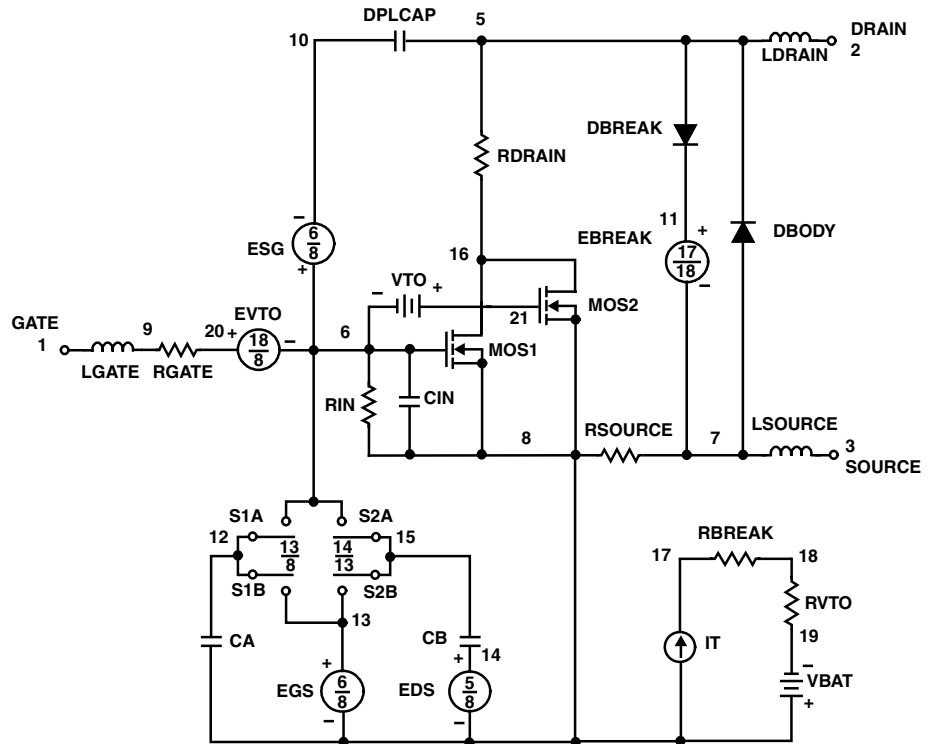 DPLCAP
5
10
DRAIN
2
LDRAIN
DBREAK
RDRAIN
11
+
−
6
8
ESG
+
EBREAK
17
18
−
DBODY
16
VTO
− +
MOS2
21
GATE
1
9
20
+
EVTO
18
8
−
6
MOS1
LGATE
RGATE
RIN
CIN
8
RSOURCE
7
LSOURCE
3
SOURCE
S1A
S2A
12
13
8
14
13
15
S1B
S2B
13
RBREAK
17
18
RVTO
19
CA
CB
+
14
IT
−
VBAT
+
EGS
+
6
8
−
EDS
5
8
−